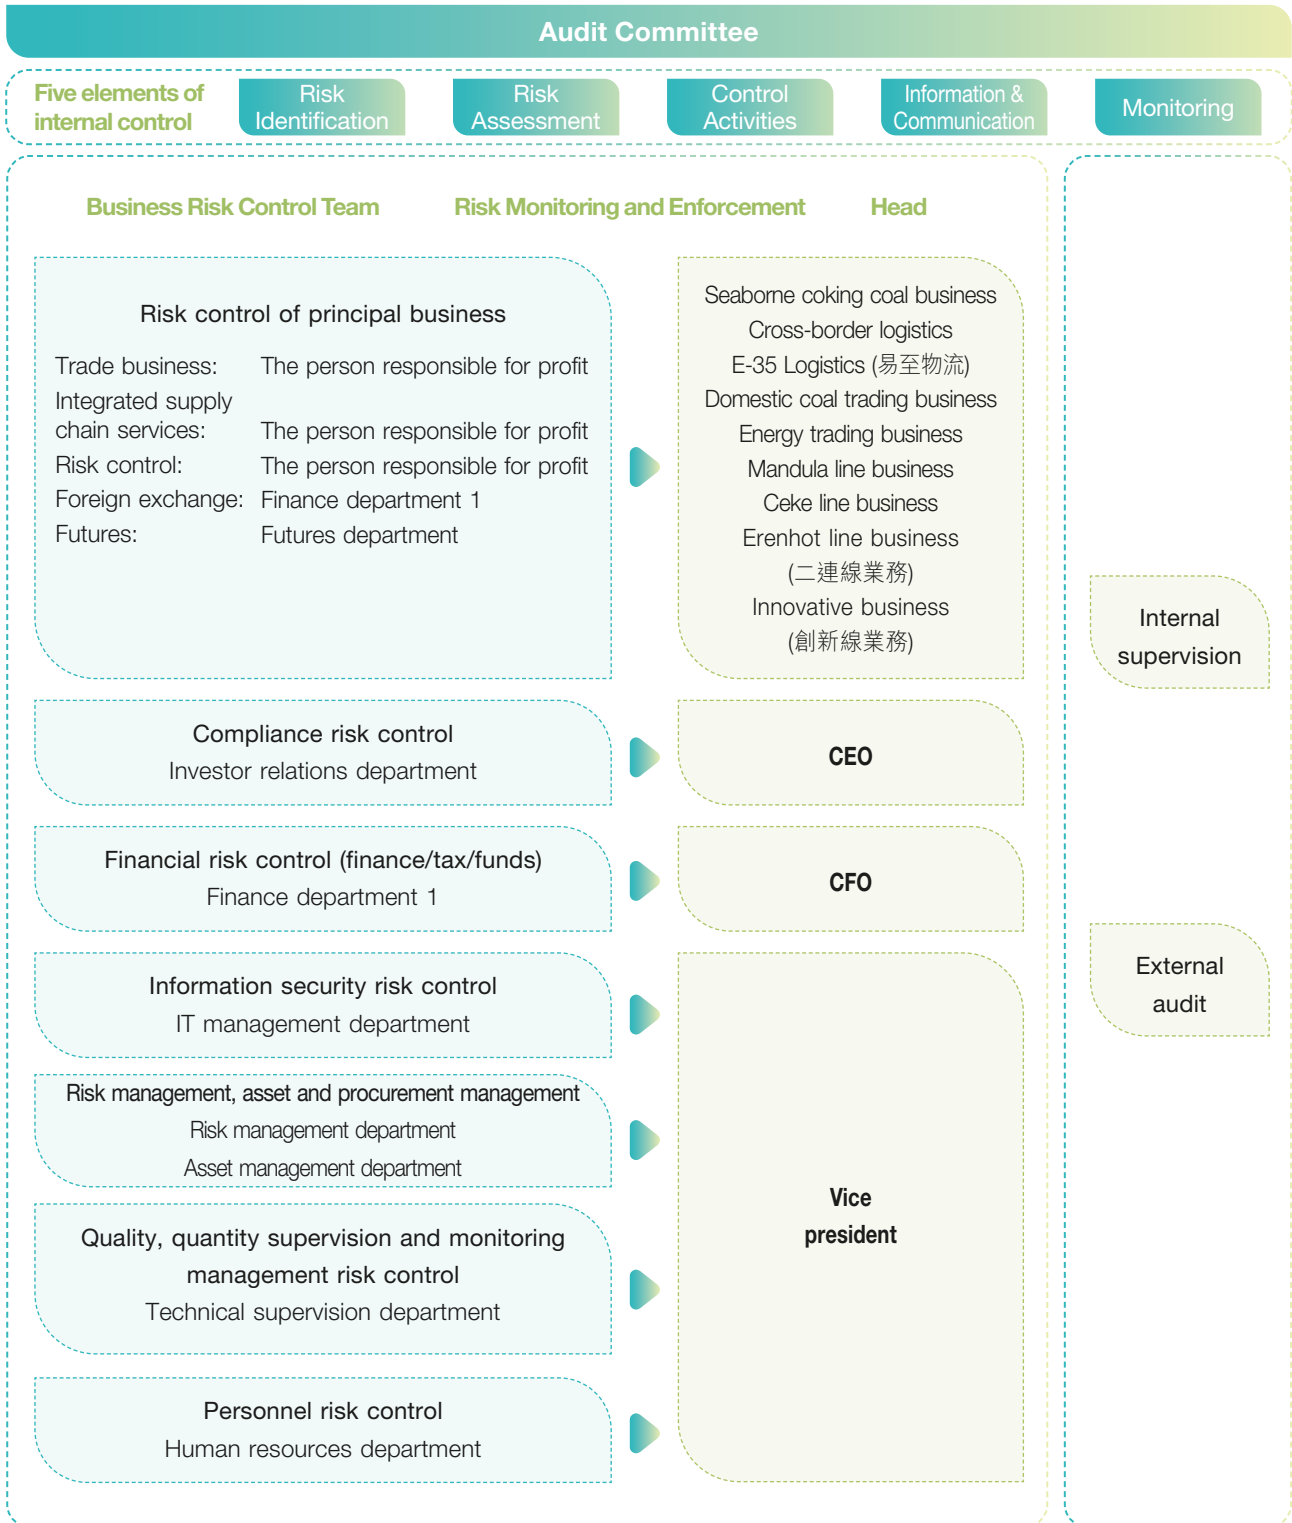 Audit Committee
Five elements of
internal control
Risk
Identification
Risk
Assessment
Control
Activities
Information &
Communication
Monitoring
Business Risk Control Team
Risk Monitoring and Enforcement
Head
Risk control of principal business
Trade business: The person responsible for profit
Integrated supply
chain services: The person responsible for profit
Risk control: The person responsible for profit
Foreign exchange: Finance department 1
Futures: Futures department
Seaborne coking coal business
Cross-border logistics
E-35 Logistics (易至物流)
Domestic coal trading business
Energy trading business
Mandula line business
Ceke line business
Erenhot line business
(二連線業務)
Innovative business
(創新線業務)
Compliance risk control
Investor relations department
CEO
Financial risk control (finance/tax/funds)
Finance department 1
CFO
Information security risk control
IT management department
Risk management, asset and procurement management
Risk management department
Asset management department
Quality, quantity supervision and monitoring
management risk control
Technical supervision department
Personnel risk control
Human resources department
Vice
president
Internal
supervision
External
audit